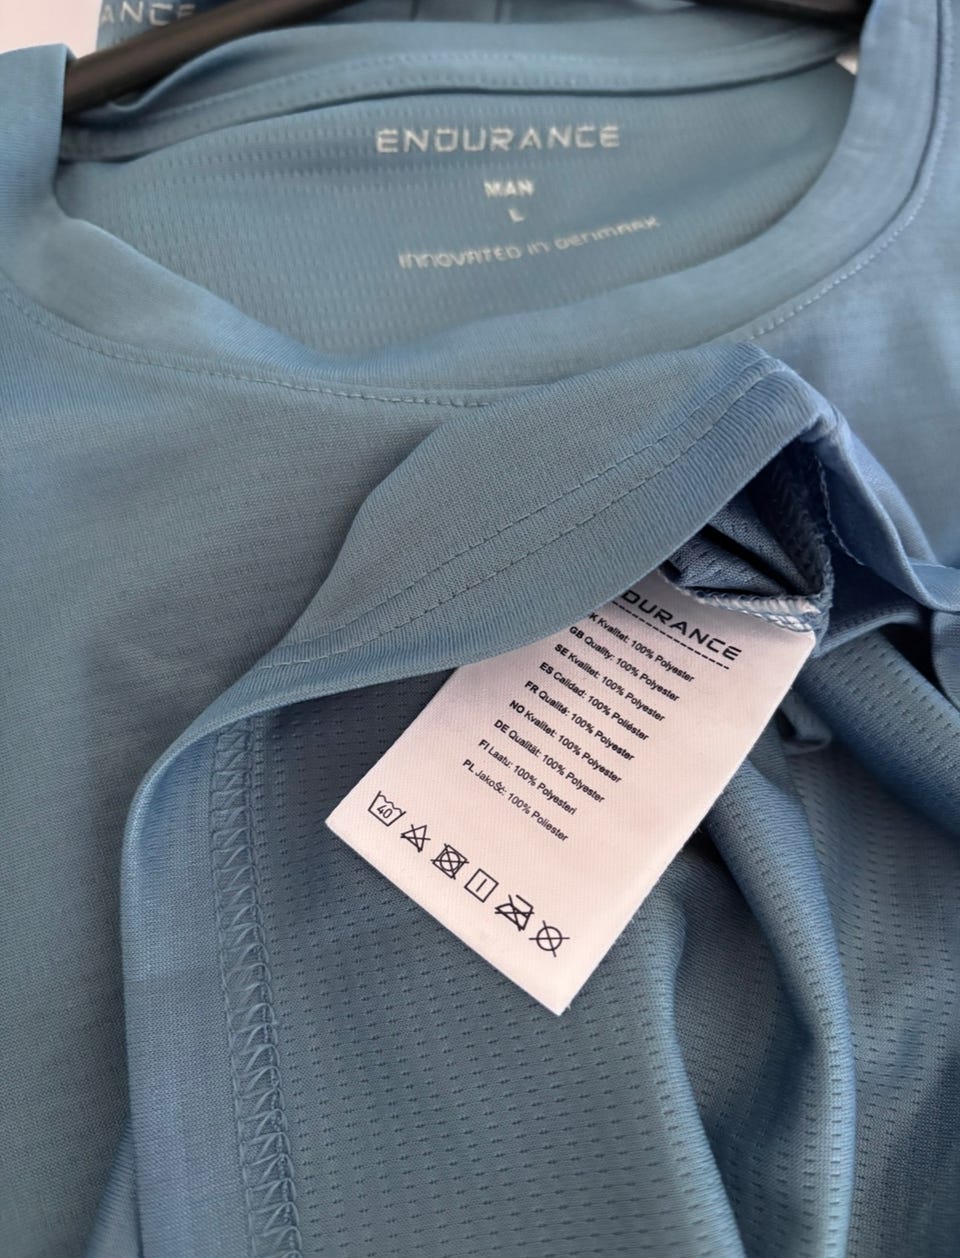 ANCE
ENDURANCE
MAN
L
INNOVATED IN DENMARK
DURANCE
K Kvalitet: 100% Polyester
GB Quality: 100% Polyester
SE Kvalitet: 100% Polyester
ES Calidad: 100% Poliéster
FR Qualité: 100% Polyester
NO Kvalitet: 100% Polyester
DE Qualität: 100% Polyester
FI Laatu: 100% Polyesteri
PL JakoŚć: 100% Poliester
40